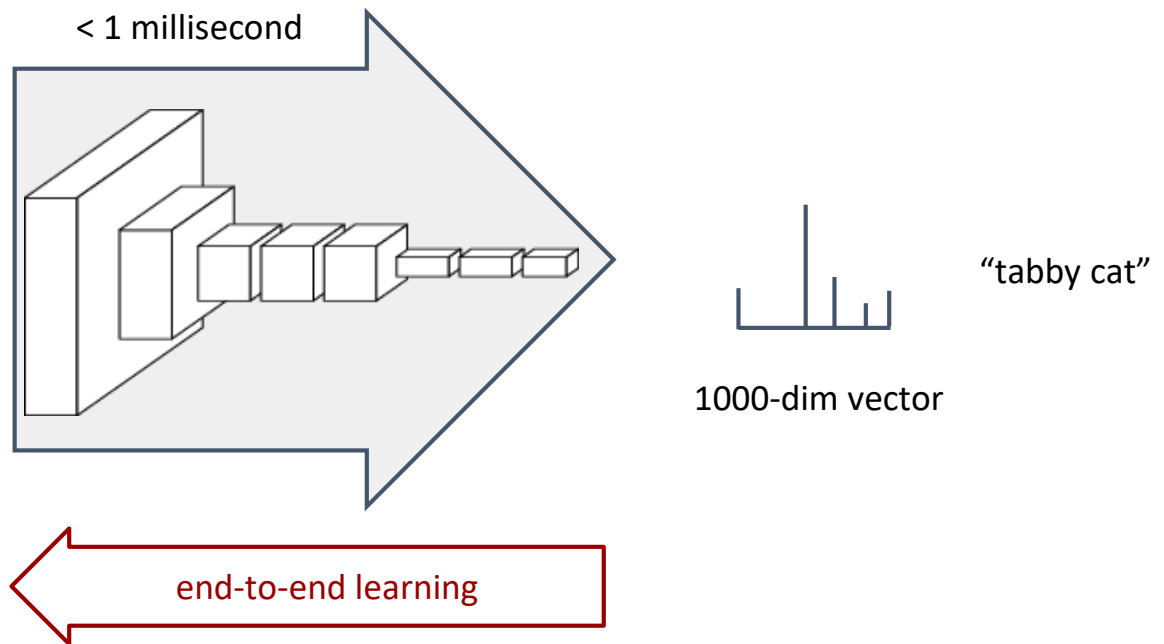 < 1 millisecond
“tabby cat”
1000-dim vector
end-to-end learning